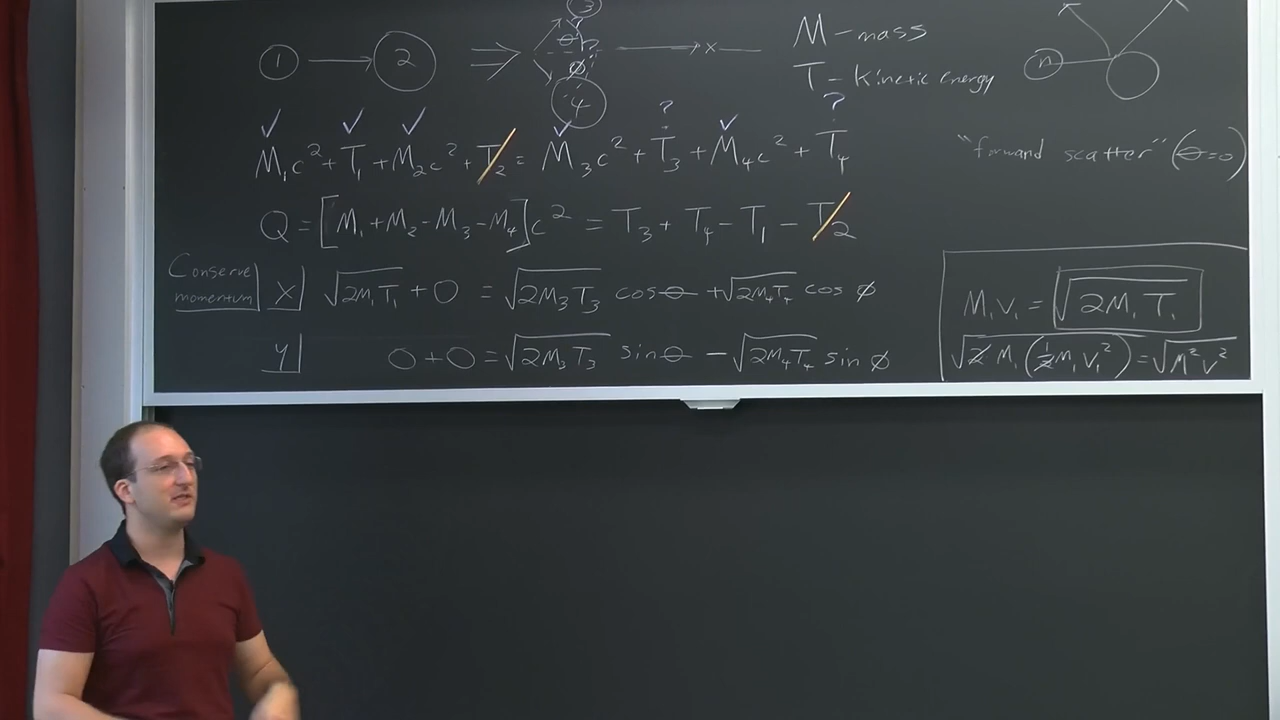 1 → 2 ⇒ 3 θ ? φ ? 4 → x
M - mass
T - Kinetic energy
n
✓ ✓ ✓ ✓ ? ✓ ?
M₁c² + T₁ + M₂c² + T₂ = M₃c² + T₃ + M₄c² + T₄
"forward scatter" (θ=0)
Q = [M₁ + M₂ - M₃ - M₄]c² = T₃ + T₄ - T₁ - T₂
Conserve
momentum
x √2M₁T₁ + 0 = √2M₃T₃ cos θ + √2M₄T₄ cos φ
y 0 + 0 = √2M₃T₃ sin θ - √2M₄T₄ sin φ
M₁V₁ = √2M₁T₁
√2M₁(½M₁V₁²) = √M²V²